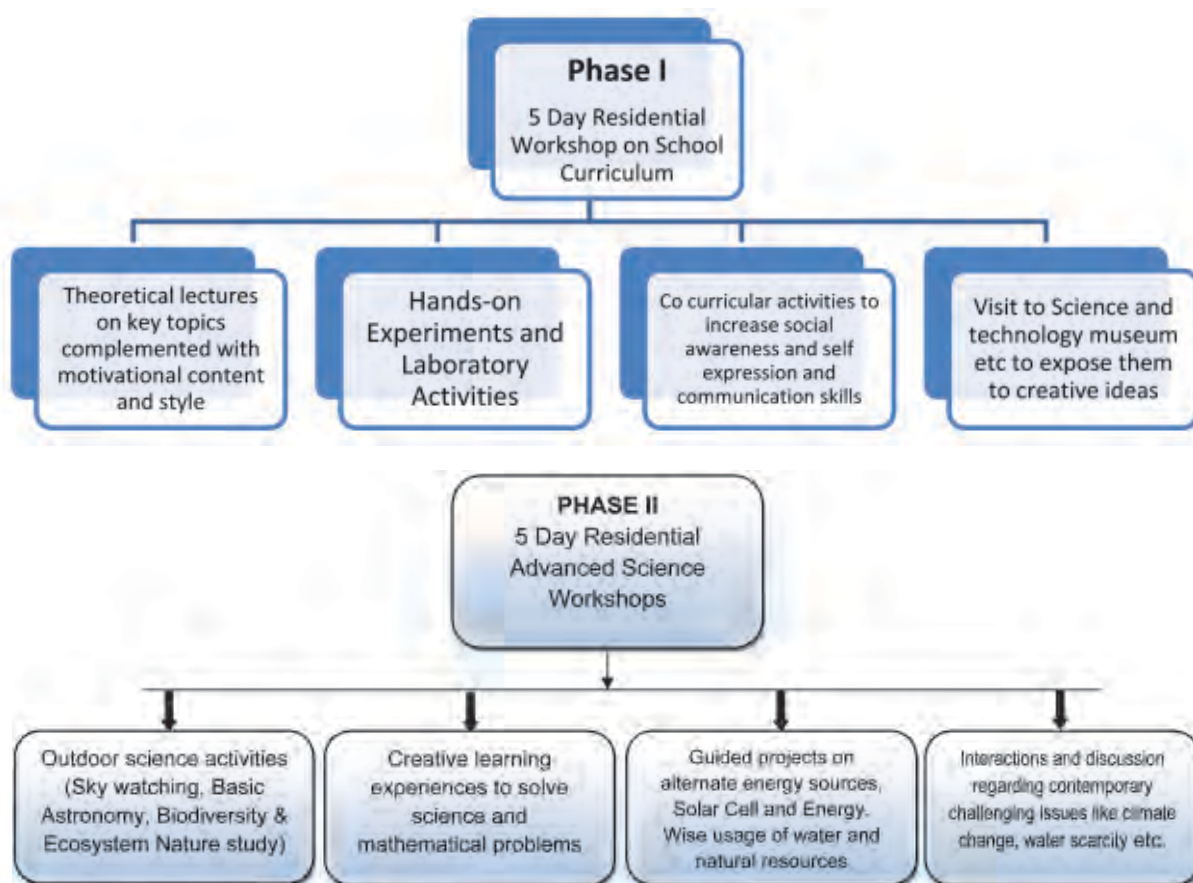 Phase I
5 Day Residential
Workshop on School
Curriculum
Theoretical lectures
on key topics
complemented with
motivational content
and style
Hands-on
Experiments and
Laboratory
Activities
Co curricular activities to
increase social
awareness and self
expression and
communication skills
Visit to Science and
technology museum
etc to expose them
to creative ideas
PHASE II
5 Day Residential
Advanced Science
Workshops
Outdoor science activities
(Sky watching, Basic
Astronomy, Biodiversity &
Ecosystem Nature study)
Creative learning
experiences to solve
science and
mathematical problems
Guided projects on
alternate energy sources,
Solar Cell and Energy.
Wise usage of water and
natural resources
Interactions and discussion
regarding contemporary
challenging issues like climate
change, water scarcity etc.